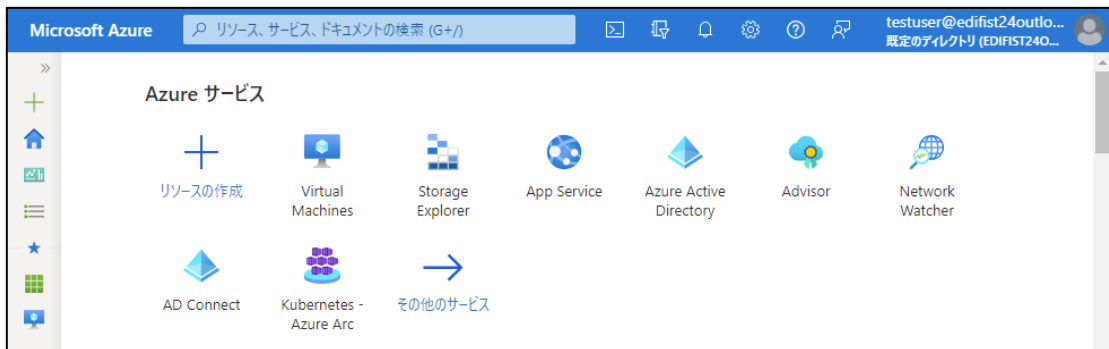 Microsoft Azure
リソース、サービス、ドキュメントの検索 (G+/)
testuser@edifist24outlo...
既定のディレクトリ (EDIFIST24O...
Azure サービス
リソースの作成
Virtual
Machines
Storage
Explorer
App Service
Azure Active
Directory
Advisor
Network
Watcher
AD Connect
Kubernetes -
Azure Arc
その他のサービス